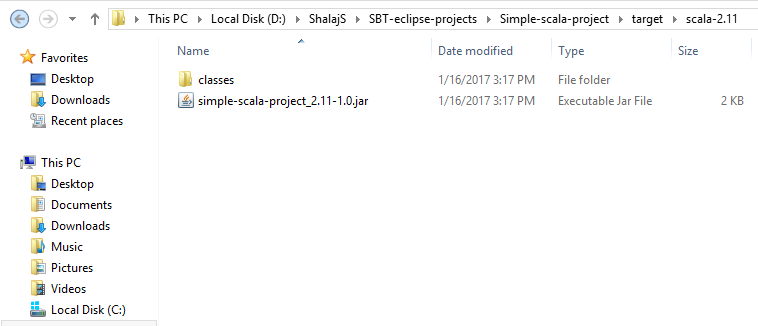 This PC Local Disk (D:) ShalajS SBT-eclipse-projects Simple-scala-project target scala-2.11
Name Date modified Type Size
Favorites
Desktop
Downloads
Recent places
This PC
Desktop
Documents
Downloads
Music
Pictures
Videos
Local Disk (C:)
classes 1/16/2017 3:17 PM File folder
simple-scala-project_2.11-1.0.jar 1/16/2017 3:17 PM Executable Jar File 2 KB